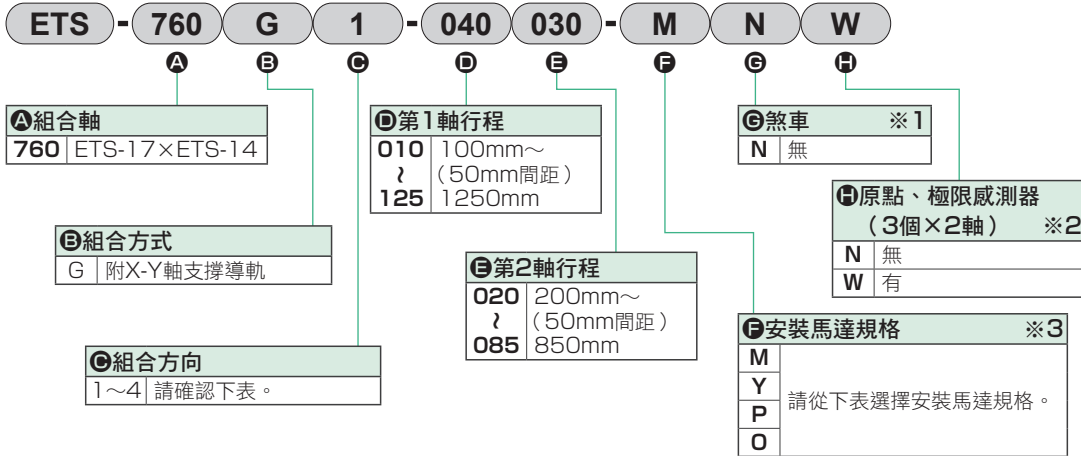 ETS - 760 G 1 - 040 030 - M N W
A B C D E F G H
A組合軸
760 ETS-17×ETS-14
B組合方式
G 附X-Y軸支撐導軌
C組合方向
1～4 請確認下表。
D第1軸行程
010 100mm～
≀ （50mm間距）
125 1250mm
E第2軸行程
020 200mm～
≀ （50mm間距）
085 850mm
F安裝馬達規格 ※3
M
Y
P
O
請從下表選擇安裝馬達規格。
G煞車 ※1
N 無
H原點、極限感測器
（3個×2軸） ※2
N 無
W 有